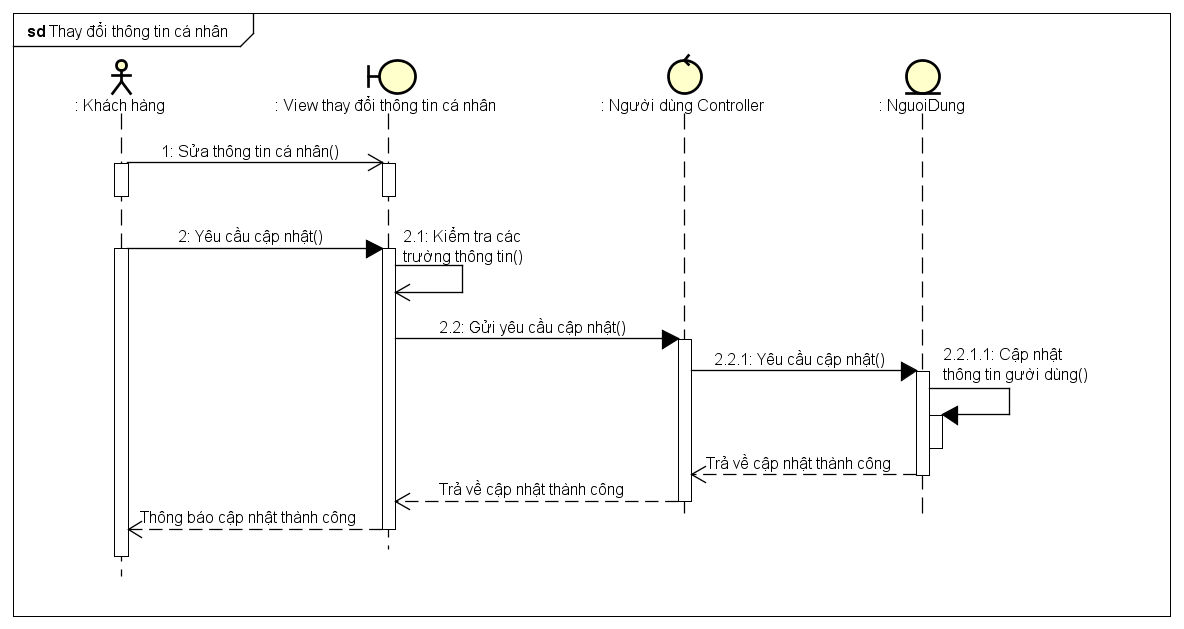 sd Thay đổi thông tin cá nhân
: Khách hàng
: View thay đổi thông tin cá nhân
: Người dùng Controller
: NguoiDung
1: Sửa thông tin cá nhân()
2: Yêu cầu cập nhật()
2.1: Kiểm tra các
trường thông tin()
2.2: Gửi yêu cầu cập nhật()
2.2.1: Yêu cầu cập nhật()
2.2.1.1: Cập nhật
thông tin gười dùng()
Trả về cập nhật thành công
Trả về cập nhật thành công
Thông báo cập nhật thành công